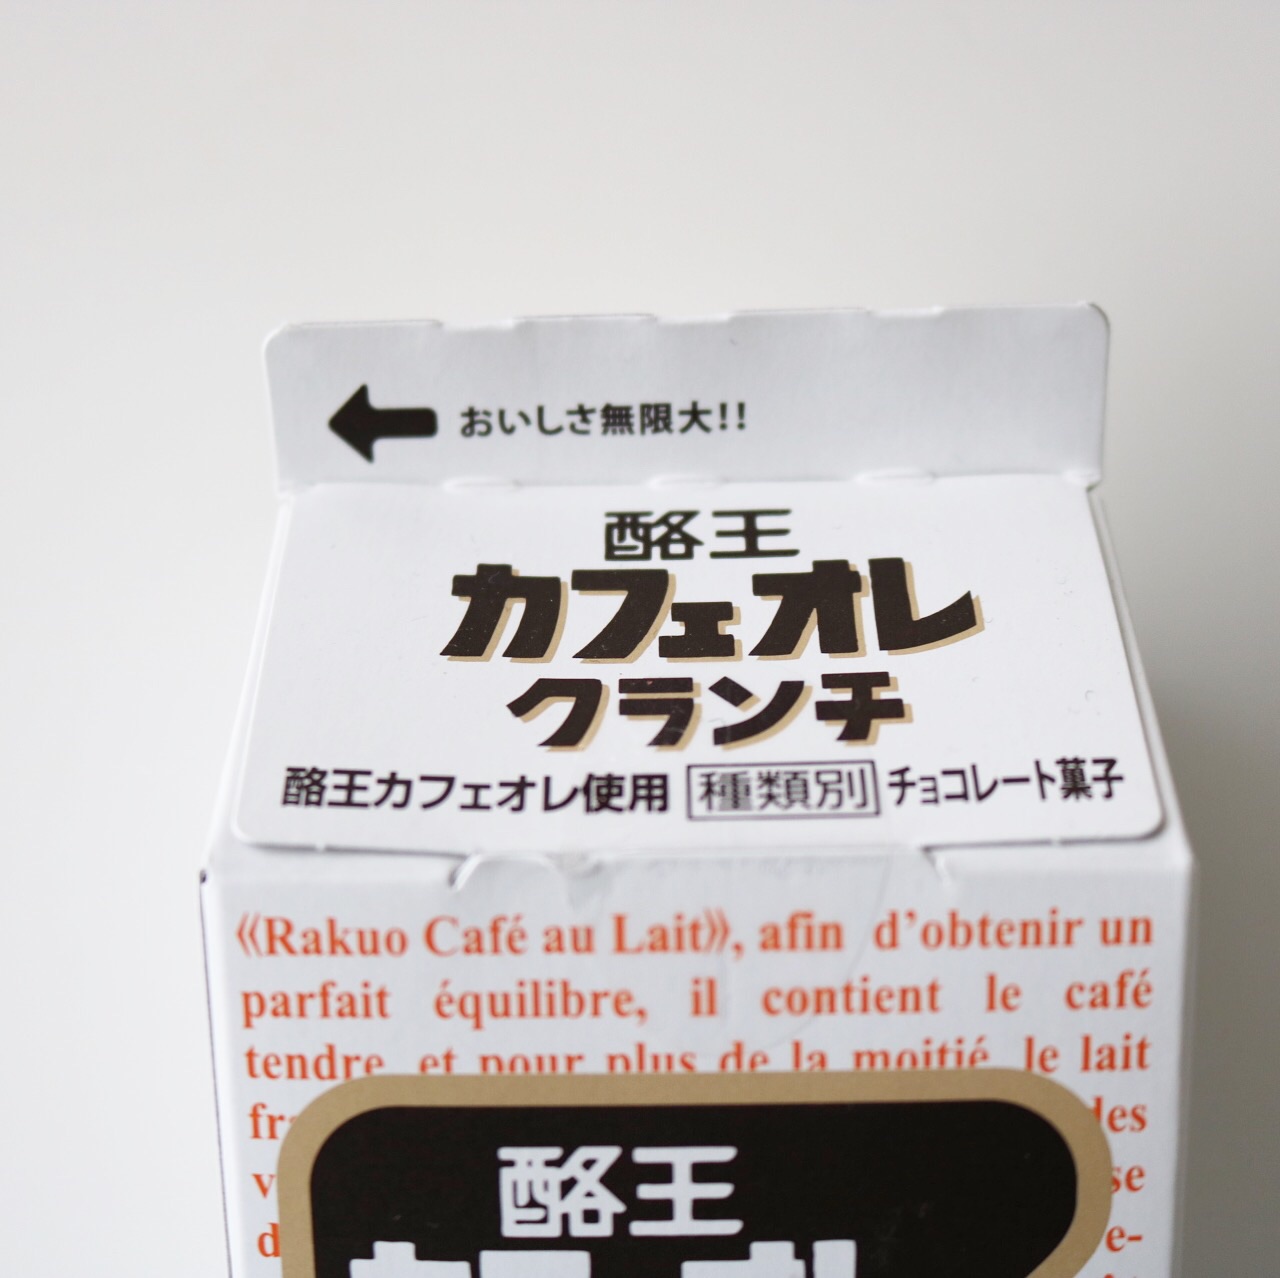 おいしさ無限大!!
酪王
カフェオレ
クランチ
酪王カフェオレ使用 種類別 チョコレート菓子
《Rakuo Café au Lait》, afin d’obtenir un
parfait équilibre, il contient le café
tendre, et pour plus de la moitié, le lait
des
酪王